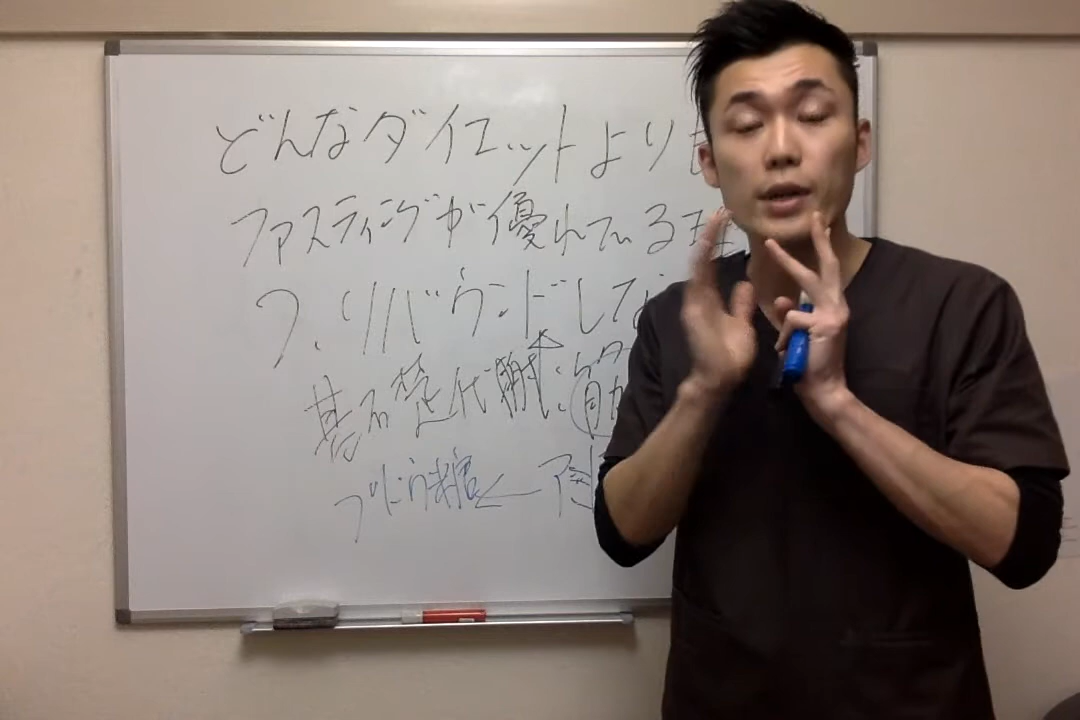 どんなダイエットよりも
ファスティングが優れている理
7. リバウンドしな
基礎代謝: 筋
ブドウ糖←